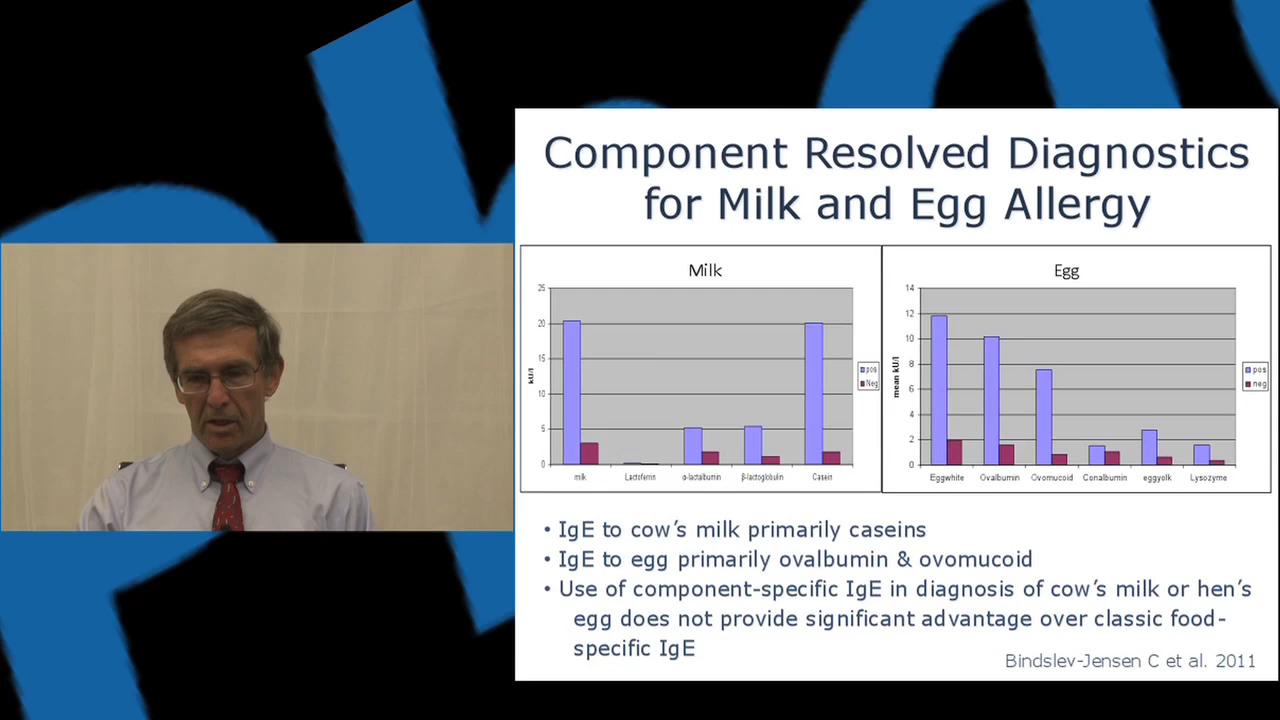 Component Resolved Diagnostics
for Milk and Egg Allergy
Milk
25
20
15
10
5
0
kU/l
milk
Lactoferrin
α-lactalbumin
β-lactoglobulin
Casein
pos
Neg
Egg
14
12
10
8
6
4
2
0
mean kU/l
Eggwhite
Ovalbumin
Ovomucoid
Conalbumin
eggyolk
Lysozyme
pos
neg
• IgE to cow's milk primarily caseins
• IgE to egg primarily ovalbumin & ovomucoid
• Use of component-specific IgE in diagnosis of cow's milk or hen's
egg does not provide significant advantage over classic food-
specific IgE
Bindslev-Jensen C et al. 2011